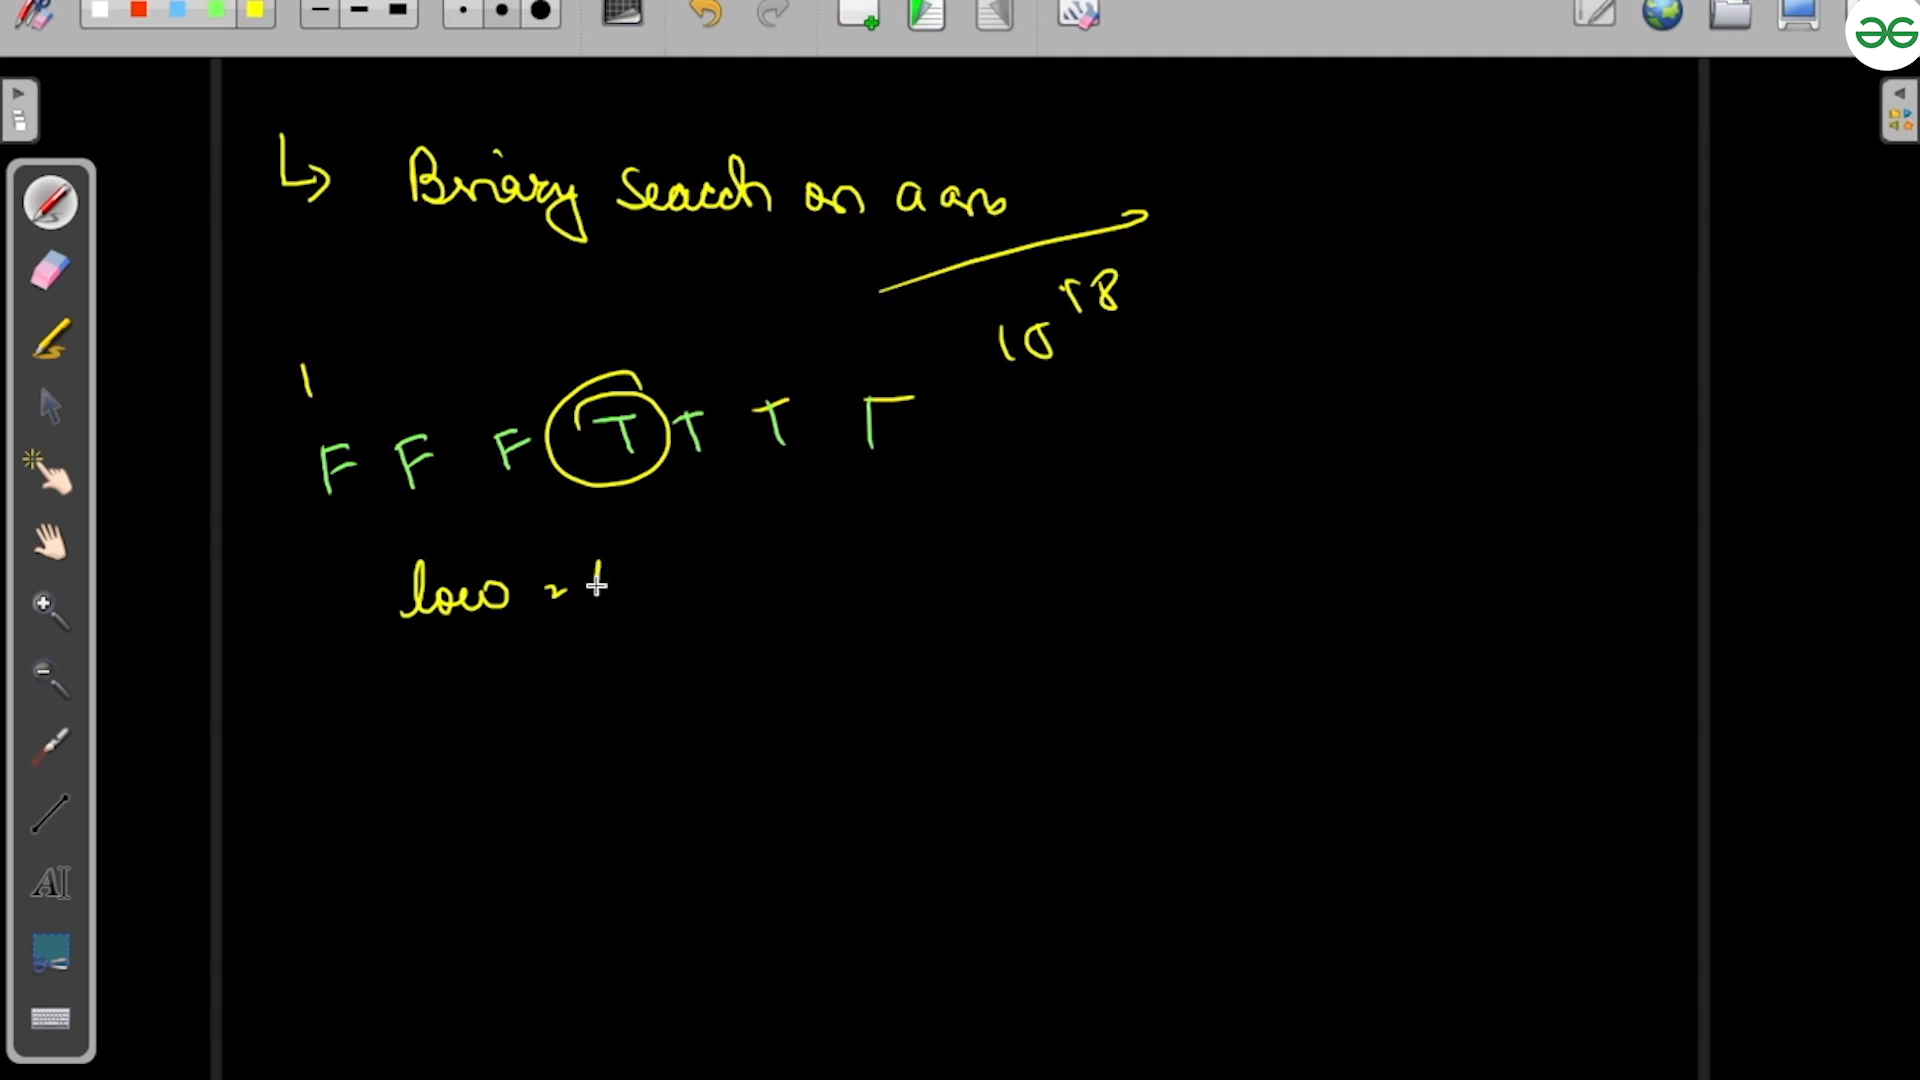 ↳ Binary Search on a ans
10^18
1
F F F T T T T
low = 1